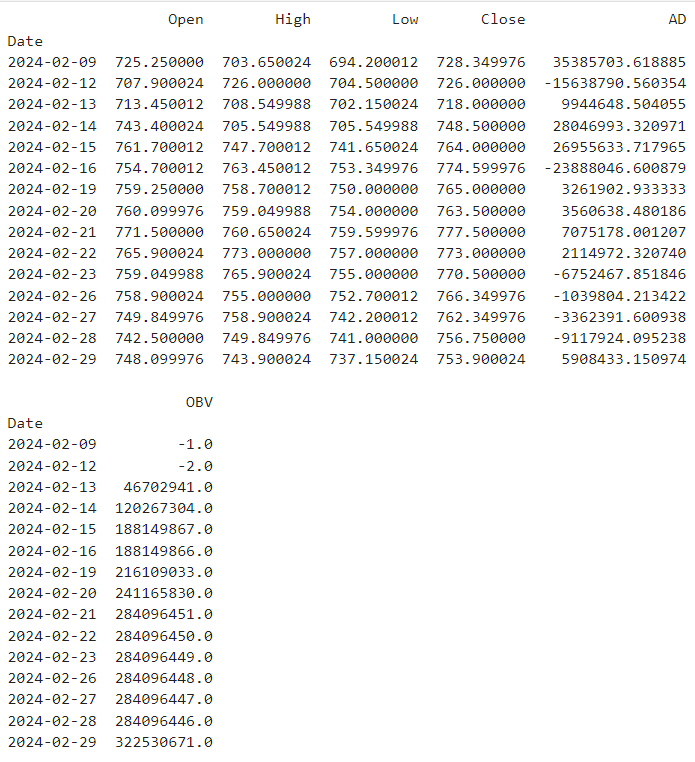 Open High Low Close AD
Date
2024-02-09 725.250000 703.650024 694.200012 728.349976 35385703.618885
2024-02-12 707.900024 726.000000 704.500000 726.000000 -15638790.560354
2024-02-13 713.450012 708.549988 702.150024 718.000000 9944648.504055
2024-02-14 743.400024 705.549988 705.549988 748.500000 28046993.320971
2024-02-15 761.700012 747.700012 741.650024 764.000000 26955633.717965
2024-02-16 754.700012 763.450012 753.349976 774.599976 -23888046.600879
2024-02-19 759.250000 758.700012 750.000000 765.000000 3261902.933333
2024-02-20 760.099976 759.049988 754.000000 763.500000 3560638.480186
2024-02-21 771.500000 760.650024 759.599976 777.500000 7075178.001207
2024-02-22 765.900024 773.000000 757.000000 773.000000 2114972.320740
2024-02-23 759.049988 765.900024 755.000000 770.500000 -6752467.851846
2024-02-26 758.900024 755.000000 752.700012 766.349976 -1039804.213422
2024-02-27 749.849976 758.900024 742.200012 762.349976 -3362391.600938
2024-02-28 742.500000 749.849976 741.000000 756.750000 -9117924.095238
2024-02-29 748.099976 743.900024 737.150024 753.900024 5908433.150974
OBV
Date
2024-02-09 -1.0
2024-02-12 -2.0
2024-02-13 46702941.0
2024-02-14 120267304.0
2024-02-15 188149867.0
2024-02-16 188149866.0
2024-02-19 216109033.0
2024-02-20 241165830.0
2024-02-21 284096451.0
2024-02-22 284096450.0
2024-02-23 284096449.0
2024-02-26 284096448.0
2024-02-27 284096447.0
2024-02-28 284096446.0
2024-02-29 322530671.0